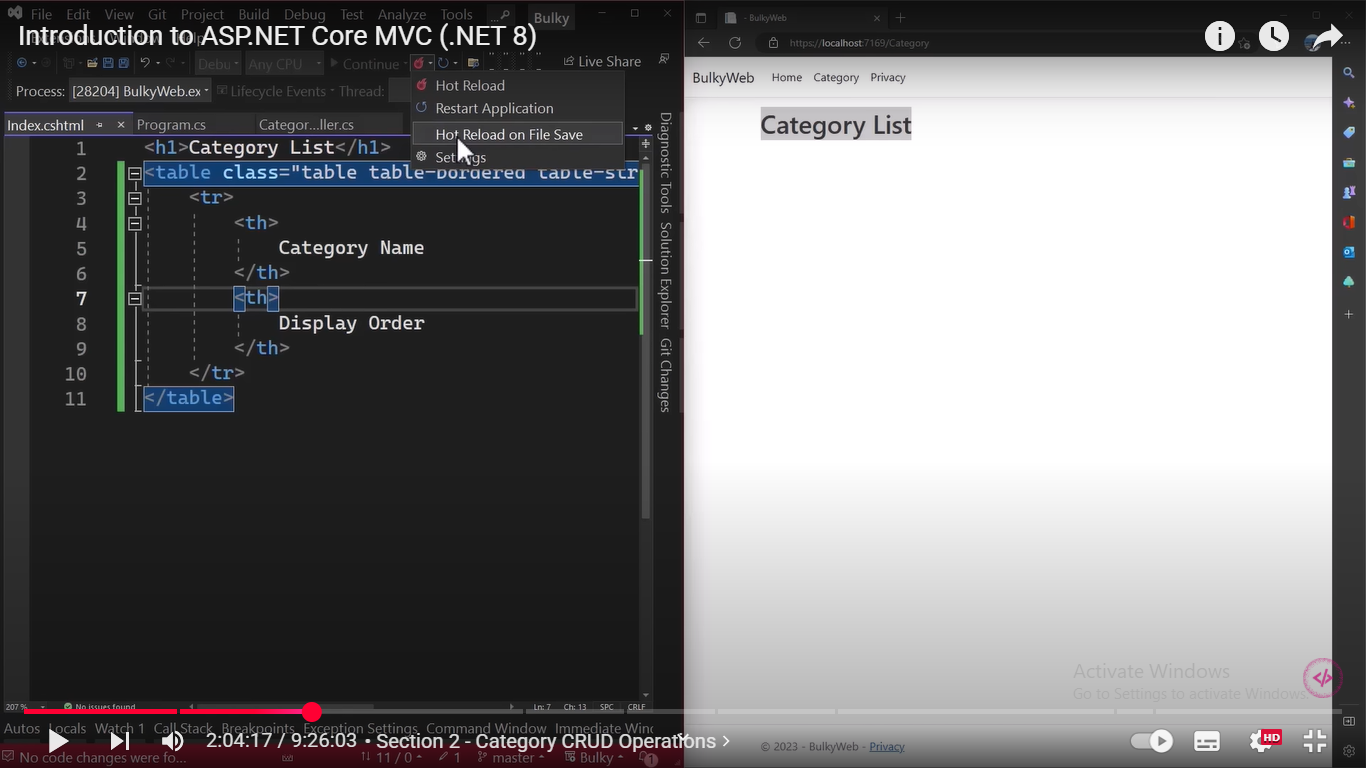 File Edit View Git Project Build Debug Test Analyze Tools
Bulky
Introduction to ASP.NET Core MVC (.NET 8)
Debu Any CPU Continue Live Share
Process: [28204] BulkyWeb.ex Lifecycle Events Thread:
Hot Reload
Restart Application
Hot Reload on File Save
Settings
Index.cshtml Program.cs Categor...ller.cs
1 <h1>Category List</h1>
2 <table class="table table-bordered table-str
3 <tr>
4 <th>
5 Category Name
6 </th>
7 <th>
8 Display Order
9 </th>
10 </tr>
11 </table>
Diagnostic Tools
Solution Explorer
Git Changes
207 % No issues found Ln: 7 Ch: 13 SPC CRLF
Autos Locals Watch 1 Call Stack Breakpoints Exception Settings Command Window Immediate Winc
No code changes were fo... 11 / 0 1 master Bulky 1
- BulkyWeb
https://localhost:7169/Category
BulkyWeb Home Category Privacy
Category List
Activate Windows
Go to Settings to activate Windows.
© 2023 - BulkyWeb - Privacy
2:04:17 / 9:26:03 • Section 2 - Category CRUD Operations
HD